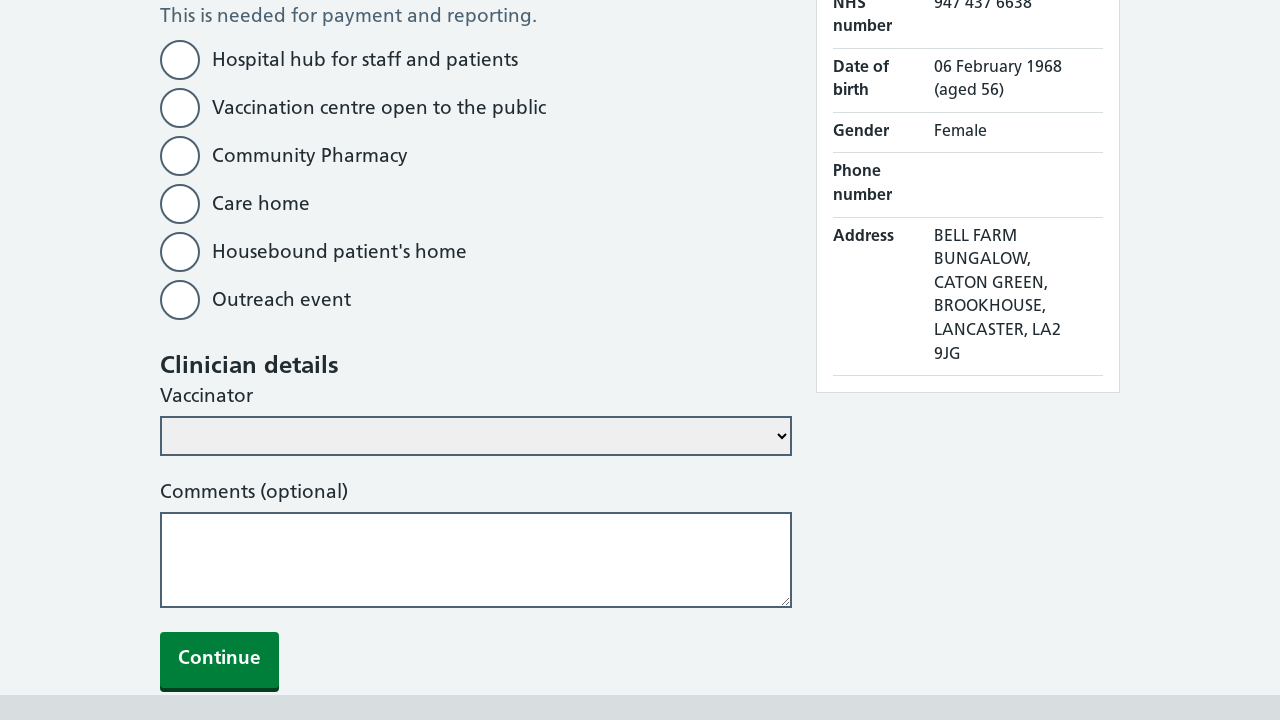 This is needed for payment and reporting.
Hospital hub for staff and patients
Vaccination centre open to the public
Community Pharmacy
Care home
Housebound patient's home
Outreach event
Clinician details
Vaccinator
Comments (optional)
Continue
NHS 947 437 6638
number
Date of 06 February 1968
birth (aged 56)
Gender Female
Phone
number
Address BELL FARM
BUNGALOW,
CATON GREEN,
BROOKHOUSE,
LANCASTER, LA2
9JG